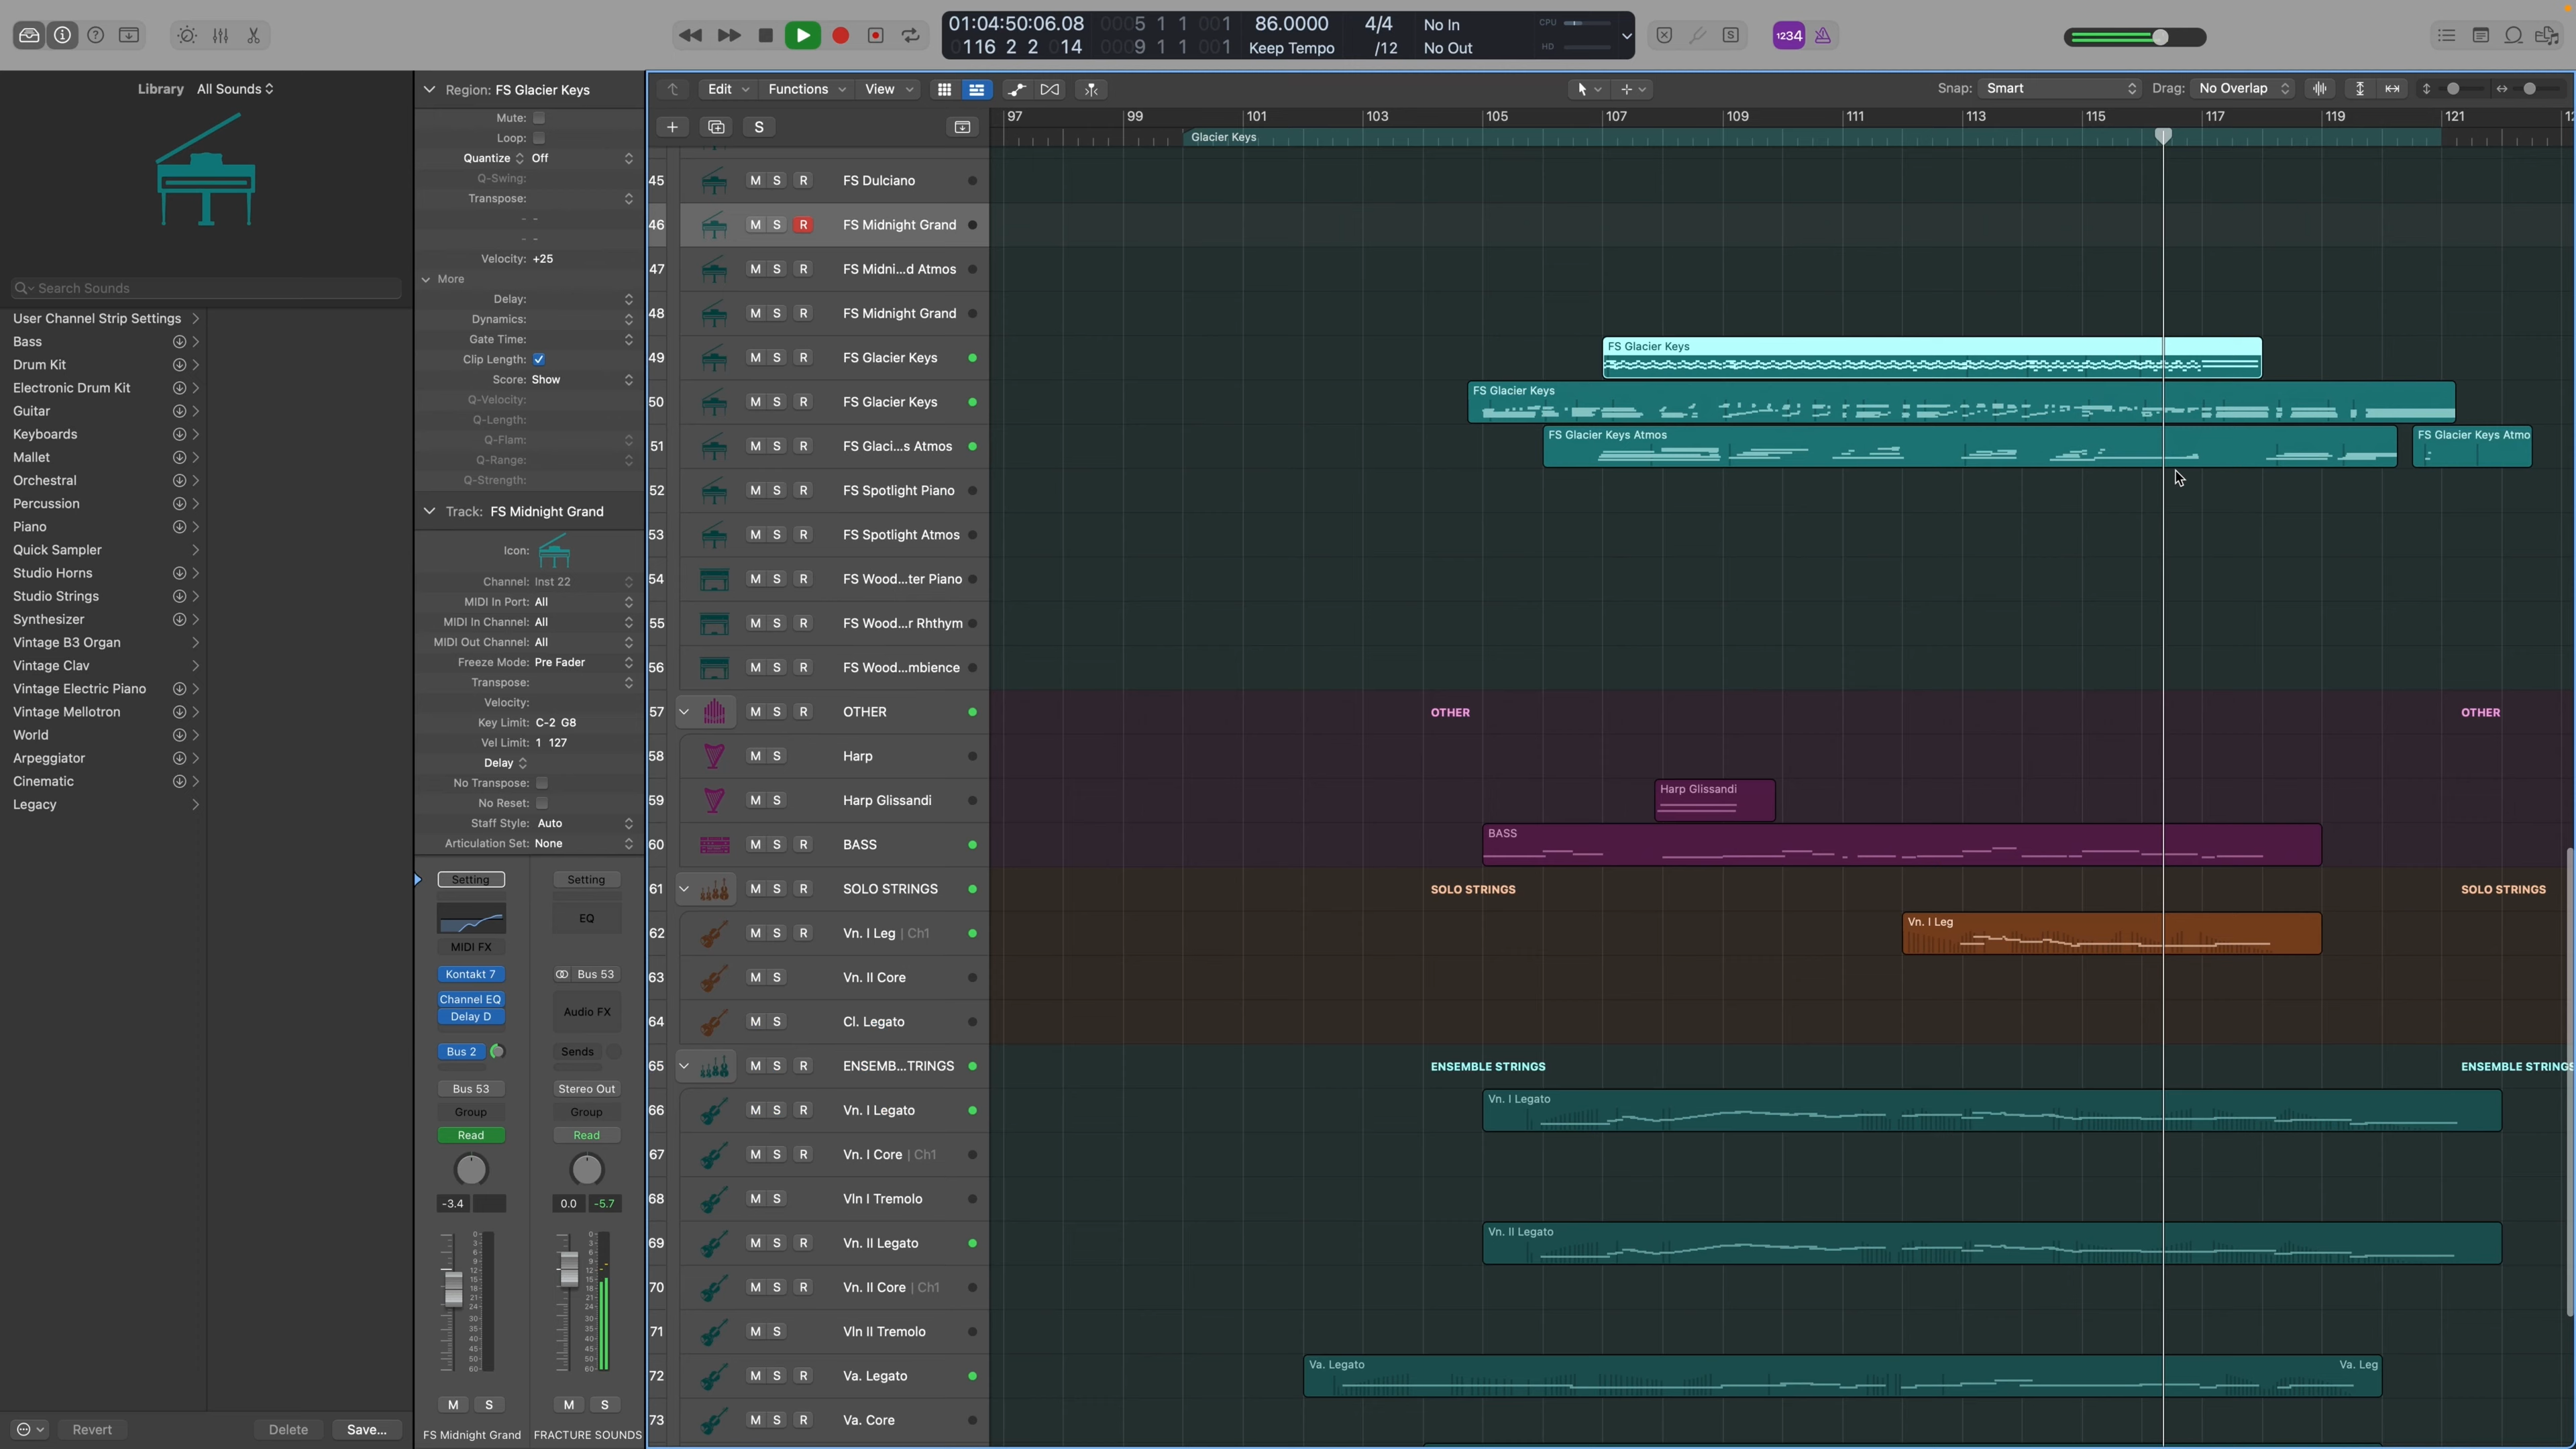 01:04:50:06.08 0005 1 1 001 86.0000 4/4 No In CPU
116 2 2 014 0009 1 1 001 Keep Tempo /12 No Out HD
1234
Library All Sounds
Search Sounds
User Channel Strip Settings
Bass
Drum Kit
Electronic Drum Kit
Guitar
Keyboards
Mallet
Orchestral
Percussion
Piano
Quick Sampler
Studio Horns
Studio Strings
Synthesizer
Vintage B3 Organ
Vintage Clav
Vintage Electric Piano
Vintage Mellotron
World
Arpeggiator
Cinematic
Legacy
Revert Delete Save...
Region: FS Glacier Keys
Mute:
Loop:
Quantize Off
Q-Swing:
Transpose:
- -
- -
Velocity: +25
More
Delay:
Dynamics:
Gate Time:
Clip Length:
Score: Show
Q-Velocity:
Q-Length:
Q-Flam:
Q-Range:
Q-Strength:
Track: FS Midnight Grand
Icon:
Channel: Inst 22
MIDI In Port: All
MIDI In Channel: All
MIDI Out Channel: All
Freeze Mode: Pre Fader
Transpose:
Velocity:
Key Limit: C-2 G8
Vel Limit: 1 127
Delay
No Transpose:
No Reset:
Staff Style: Auto
Articulation Set: None
Setting Setting
EQ
MIDI FX
Kontakt 7 Bus 53
Channel EQ
Delay D Audio FX
Bus 2 Sends
Bus 53 Stereo Out
Group Group
Read Read
-3.4 0.0 -5.7
M S M S
FS Midnight Grand FRACTURE SOUNDS
Edit Functions View Snap: Smart Drag: No Overlap
S
97 99 101 103 105 107 109 111 113 115 117 119 121
Glacier Keys
45 M S R FS Dulciano
46 M S R FS Midnight Grand
47 M S R FS Midni...d Atmos
48 M S R FS Midnight Grand
49 M S R FS Glacier Keys FS Glacier Keys
50 M S R FS Glacier Keys FS Glacier Keys
51 M S R FS Glaci...s Atmos FS Glacier Keys Atmos FS Glacier Keys Atmo
52 M S R FS Spotlight Piano
53 M S R FS Spotlight Atmos
54 M S R FS Wood...ter Piano
55 M S R FS Wood...r Rhthym
56 M S R FS Wood...mbience
57 M S R OTHER OTHER OTHER
58 M S Harp
59 M S Harp Glissandi Harp Glissandi
60 M S R BASS BASS
61 M S R SOLO STRINGS SOLO STRINGS SOLO STRINGS
62 M S R Vn. I Leg | Ch1 Vn. I Leg
63 M S Vn. II Core
64 M S Cl. Legato
65 M S R ENSEMB...TRINGS ENSEMBLE STRINGS ENSEMBLE STRINGS
66 M S R Vn. I Legato Vn. I Legato
67 M S R Vn. I Core | Ch1
68 M S Vln I Tremolo
69 M S R Vn. II Legato Vn. II Legato
70 M S R Vn. II Core | Ch1
71 M S Vln II Tremolo
72 M S R Va. Legato Va. Legato Va. Leg
73 M S R Va. Core